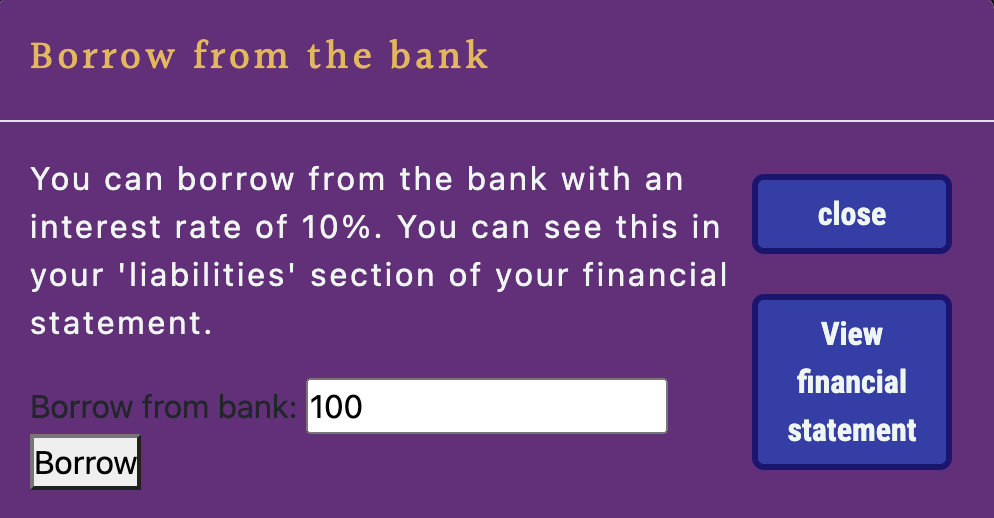 Borrow from the bank
You can borrow from the bank with an
interest rate of 10%. You can see this in
your 'liabilities' section of your financial
statement.
close
View
financial
statement
Borrow from bank: 100
Borrow